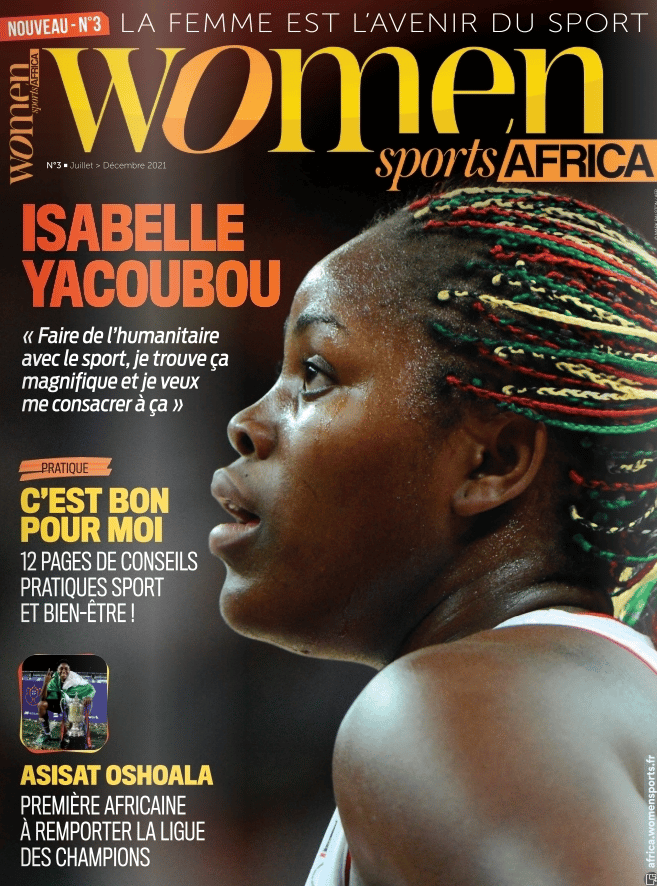 NOUVEAU - N°3
LA FEMME EST L'AVENIR DU SPORT
women
sports AFRICA
women
sports AFRICA
N°3 ■ Juillet > Décembre 2021
ISABELLE
YACOUBOU
« Faire de l'humanitaire
avec le sport, je trouve ça
magnifique et je veux
me consacrer à ça »
PRATIQUE
C'EST BON
POUR MOI
12 PAGES DE CONSEILS
PRATIQUES SPORT
ET BIEN-ÊTRE !
ASISAT OSHOALA
PREMIÈRE AFRICAINE
À REMPORTER LA LIGUE
DES CHAMPIONS
africa.womensports.fr